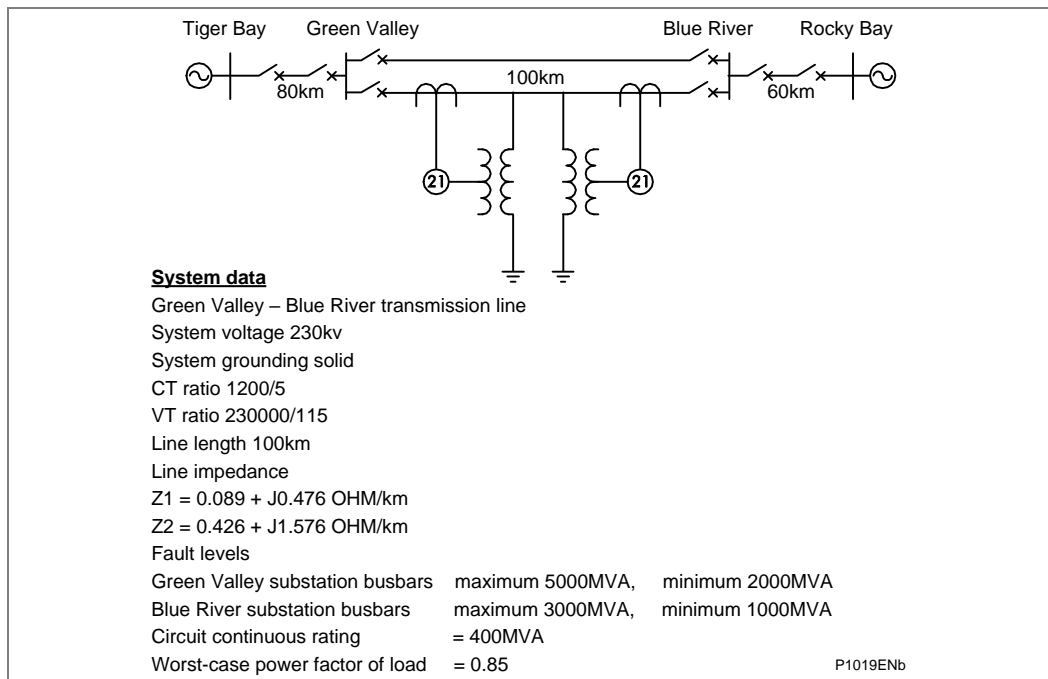 Tiger Bay Green Valley Blue River Rocky Bay
80km 100km 60km
21 21
System data
Green Valley – Blue River transmission line
System voltage 230kv
System grounding solid
CT ratio 1200/5
VT ratio 230000/115
Line length 100km
Line impedance
Z1 = 0.089 + J0.476 OHM/km
Z2 = 0.426 + J1.576 OHM/km
Fault levels
Green Valley substation busbars maximum 5000MVA, minimum 2000MVA
Blue River substation busbars maximum 3000MVA, minimum 1000MVA
Circuit continuous rating = 400MVA
Worst-case power factor of load = 0.85 P1019ENb